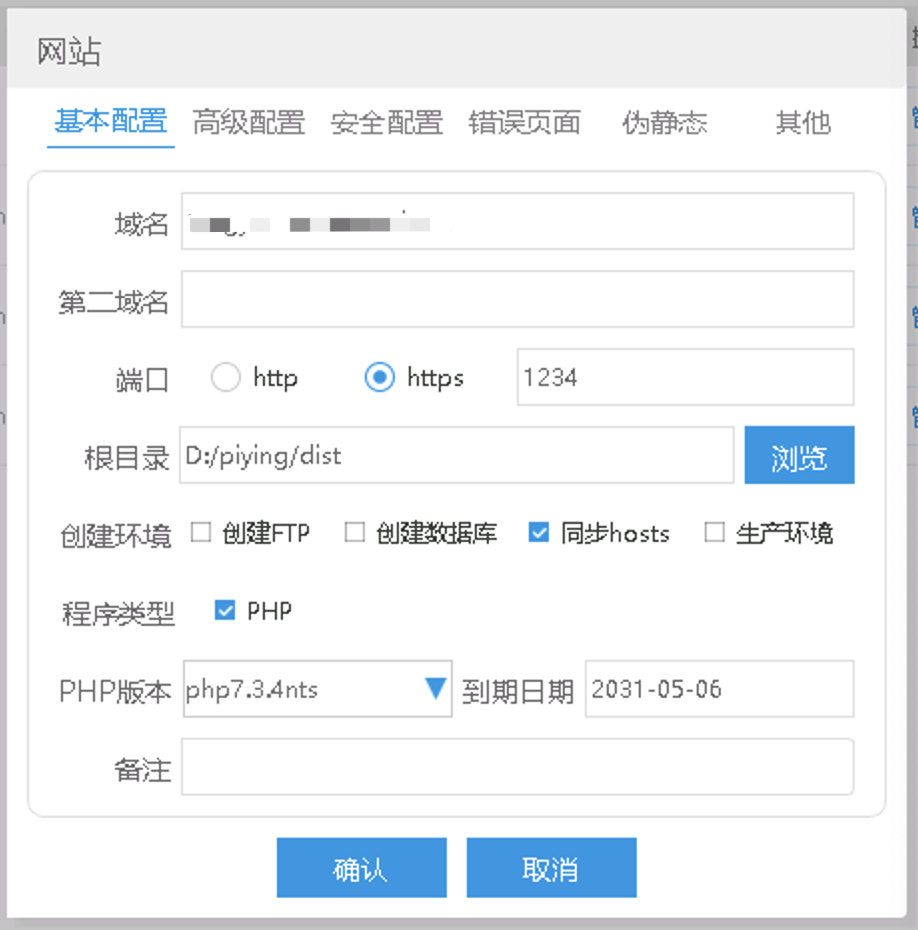 网站
基本配置 高级配置 安全配置 错误页面 伪静态 其他
域名
第二域名
端口 http https 1234
根目录 D:/piying/dist 浏览
创建环境 创建FTP 创建数据库 同步hosts 生产环境
程序类型 PHP
PHP版本 php7.3.4nts 到期日期 2031-05-06
备注
确认 取消